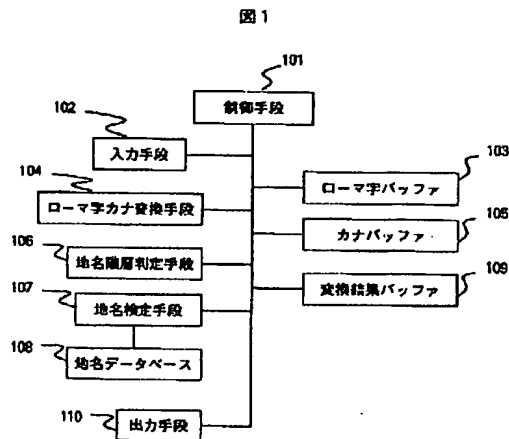 図1
101
制御手段
102
入力手段
103
ローマ字バッファ
104
ローマ字カナ変換手段
105
カナバッファ
106
地名階層判定手段
109
変換結果バッファ
107
地名検定手段
108
地名データベース
110
出力手段